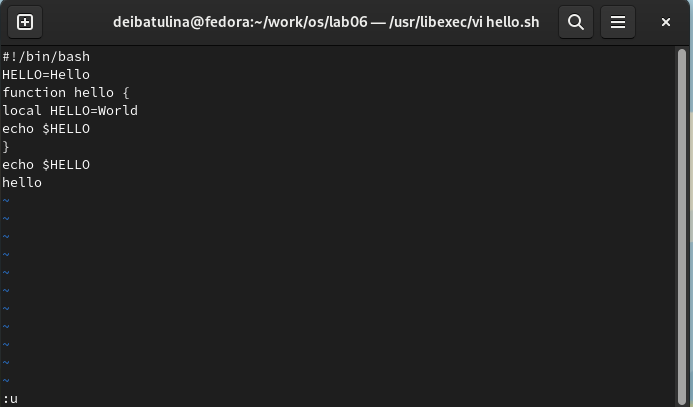 deibatulina@fedora:~/work/os/lab06 — /usr/libexec/vi hello.sh
#!/bin/bash
HELLO=Hello
function hello {
local HELLO=World
echo $HELLO
}
echo $HELLO
hello
~
~
~
~
~
~
~
~
~
~
~
:u